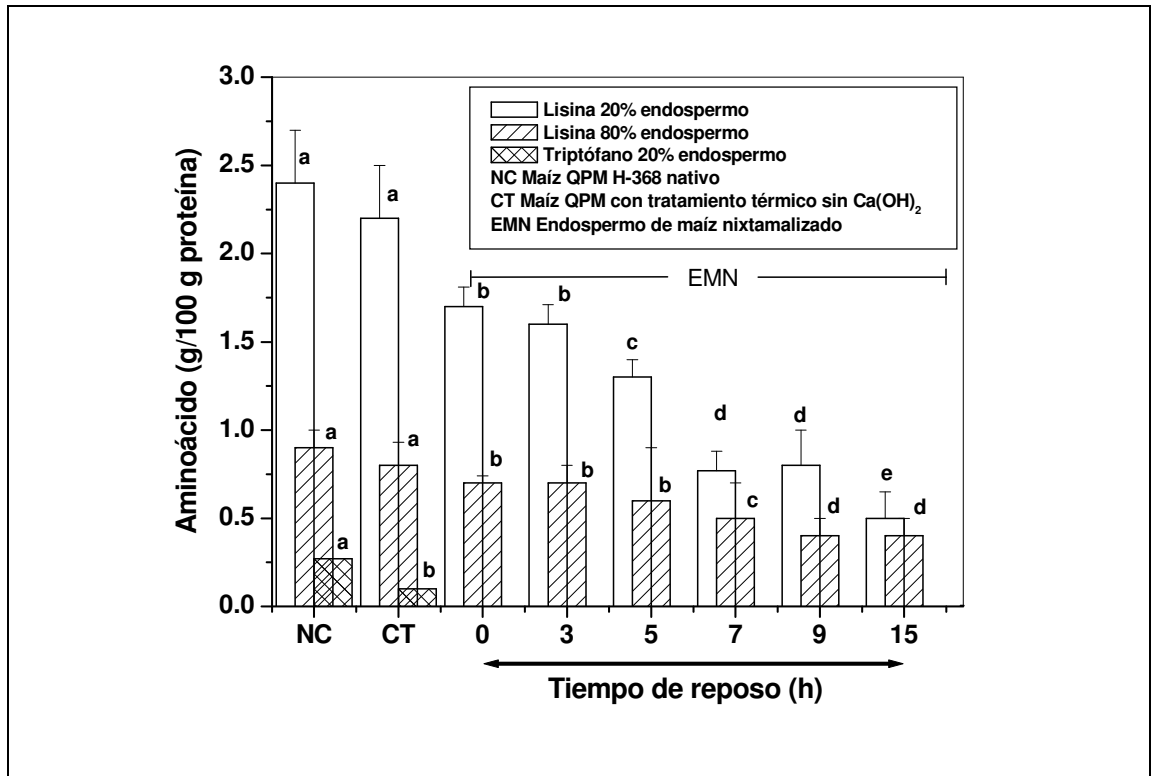 Aminoácido (g/100 g proteína)
3.0
2.5
2.0
1.5
1.0
0.5
0.0
Lisina 20% endospermo
Lisina 80% endospermo
Triptófano 20% endospermo
NC Maíz QPM H-368 nativo
CT Maíz QPM con tratamiento térmico sin Ca(OH)2
EMN Endospermo de maíz nixtamalizado
EMN
a
a
a
a
a
b
b
b
b
b
c
b
d
c
d
d
e
d
NC CT 0 3 5 7 9 15
Tiempo de reposo (h)